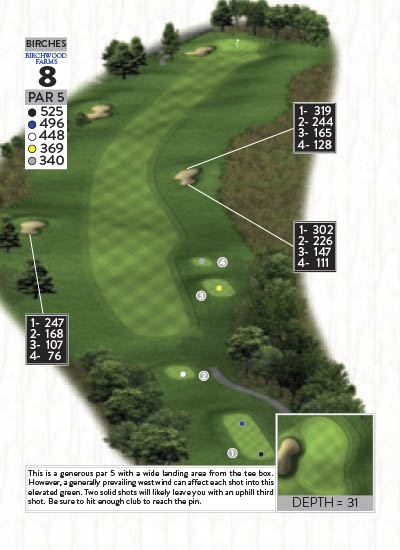 BIRCHES
BIRCHWOOD
FARMS
8
PAR 5
525
496
448
369
340
1- 319
2- 244
3- 165
4- 128
1- 302
2- 226
3- 147
4- 111
4
3
1- 247
2- 168
3- 107
4- 76
2
1
This is a generous par 5 with a wide landing area from the tee box.
However, a generally prevailing west wind can affect each shot into this
elevated green. Two solid shots will likely leave you with an uphill third
shot. Be sure to hit enough club to reach the pin.
DEPTH = 31